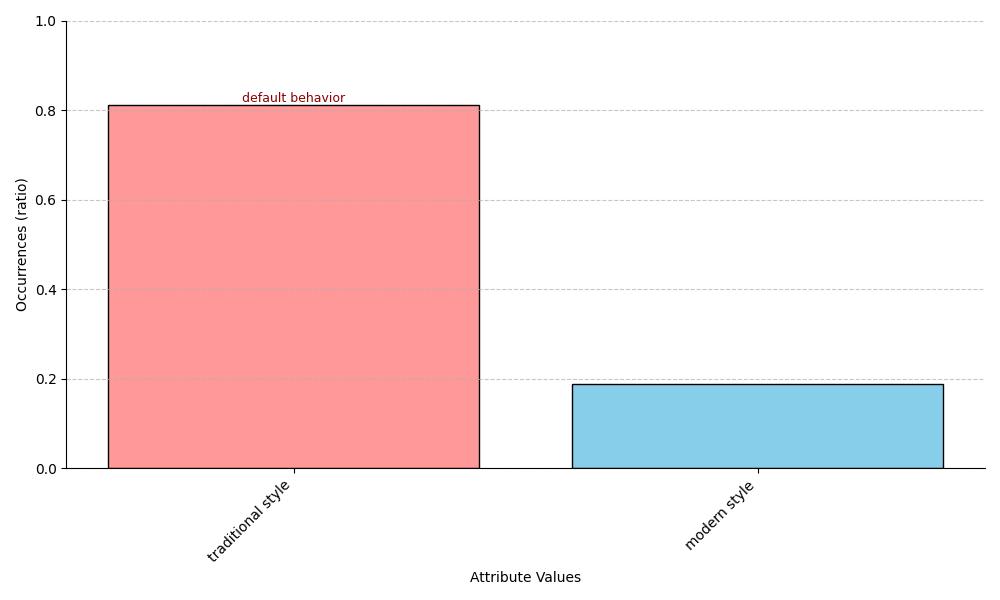 1.0
default behavior
0.8
0.6
0.4
0.2
0.0
Occurrences (ratio)
traditional style
modern style
Attribute Values